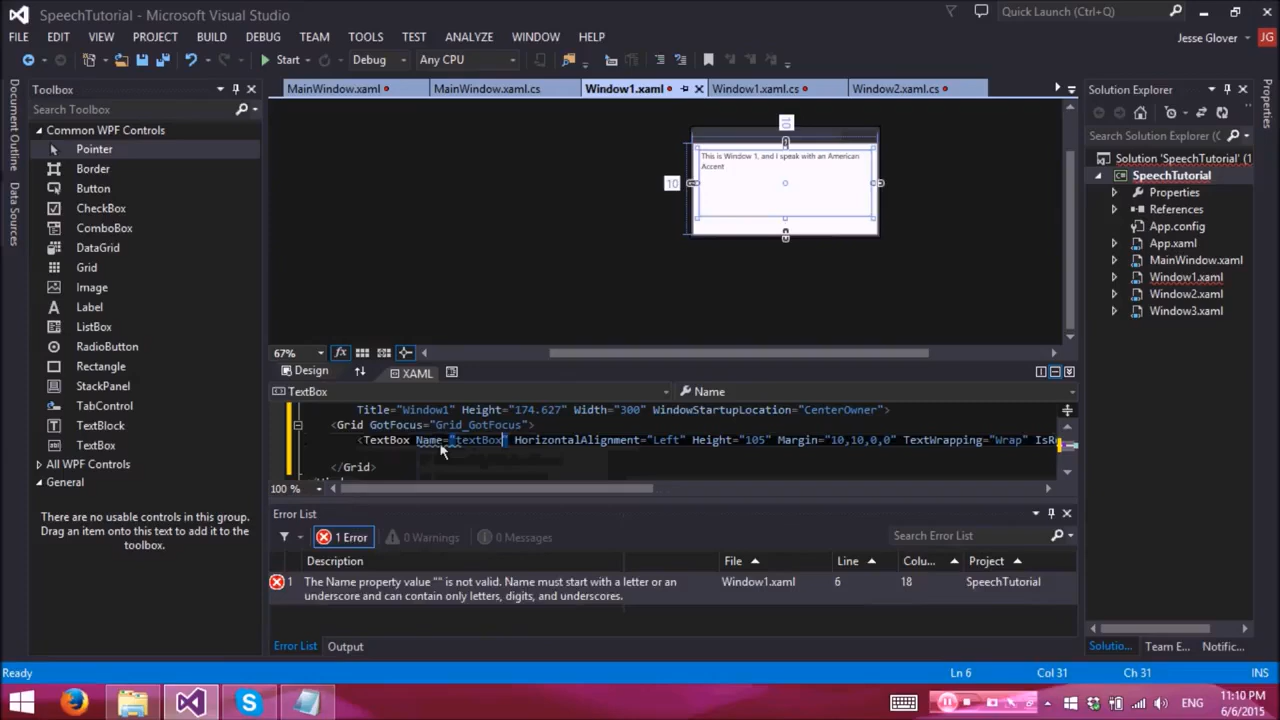 SpeechTutorial - Microsoft Visual Studio
Quick Launch (Ctrl+Q)
FILE EDIT VIEW PROJECT BUILD DEBUG TEAM TOOLS TEST ANALYZE WINDOW HELP
Jesse Glover
JG
Start Debug Any CPU
Document Outline
Data Sources
Toolbox
Search Toolbox
Common WPF Controls
Pointer
Border
Button
CheckBox
ComboBox
DataGrid
Grid
Image
Label
ListBox
RadioButton
Rectangle
StackPanel
TabControl
TextBlock
TextBox
All WPF Controls
General
There are no usable controls in this group.
Drag an item onto this text to add it to the
toolbox.
MainWindow.xaml MainWindow.xaml.cs Window1.xaml Window1.xaml.cs Window2.xaml.cs
10
10
This is Window 1, and I speak with an American
Accent
67%
Design XAML
TextBox Name
Title="Window1" Height="174.627" Width="300" WindowStartupLocation="CenterOwner">
<Grid GotFocus="Grid_GotFocus">
<TextBox Name="textBox" HorizontalAlignment="Left" Height="105" Margin="10,10,0,0" TextWrapping="Wrap" IsRe
</Grid>
100 %
Error List
1 Error 0 Warnings 0 Messages
Search Error List
Description File Line Colu... Project
1 The Name property value "" is not valid. Name must start with a letter or an
underscore and can contain only letters, digits, and underscores.
Window1.xaml 6 18 SpeechTutorial
Error List Output
Solution Explorer
Search Solution Explorer
Solution 'SpeechTutorial' (1
SpeechTutorial
Properties
References
App.config
App.xaml
MainWindow.xaml
Window1.xaml
Window2.xaml
Window3.xaml
Solutio... Team E... Notific...
Properties
Ready Ln 6 Col 31 Ch 31 INS
ENG
11:10 PM
6/6/2015